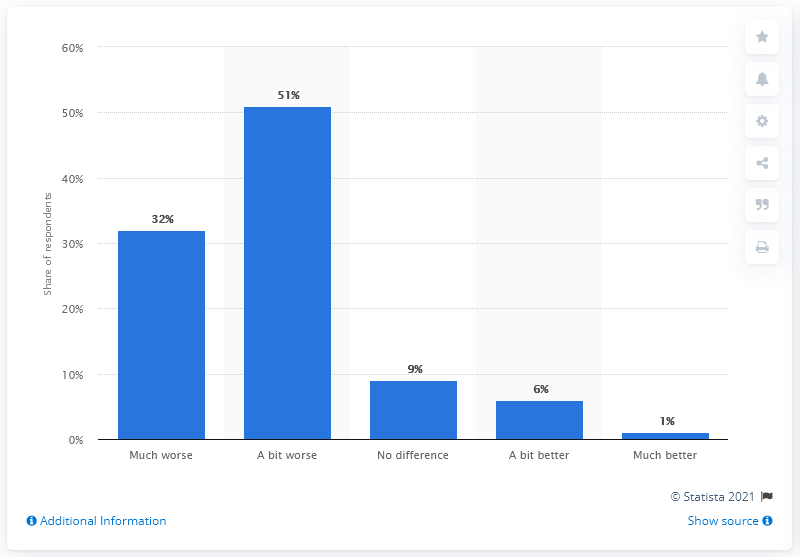 60%
50%
40%
30%
20%
10%
0%
Share of respondents
32%
51%
9%
6%
1%
Much worse
A bit worse
No difference
A bit better
Much better
© Statista 2021
Additional Information
Show source